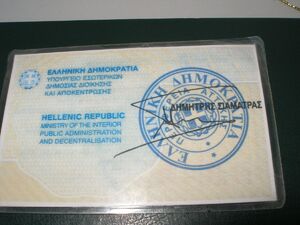 ΕΛΛΗΝΙΚΗ ΔΗΜΟΚΡΑΤΙΑ
ΥΠΟΥΡΓΕΙΟ ΕΣΩΤΕΡΙΚΩΝ
ΔΗΜΟΣΙΑΣ ΔΙΟΙΚΗΣΗΣ
ΚΑΙ ΑΠΟΚΕΝΤΡΩΣΗΣ
HELLENIC REPUBLIC
MINISTRY OF THE INTERIOR
PUBLIC ADMINISTRATION
AND DECENTRALISATION
ΕΛΛΗΝΙΚΗ ΔΗΜΟΚΡΑΤΙΑ
ΔΗΜΗΤΡΗΣ ΣΙΑΜΑΤΡΑΣ